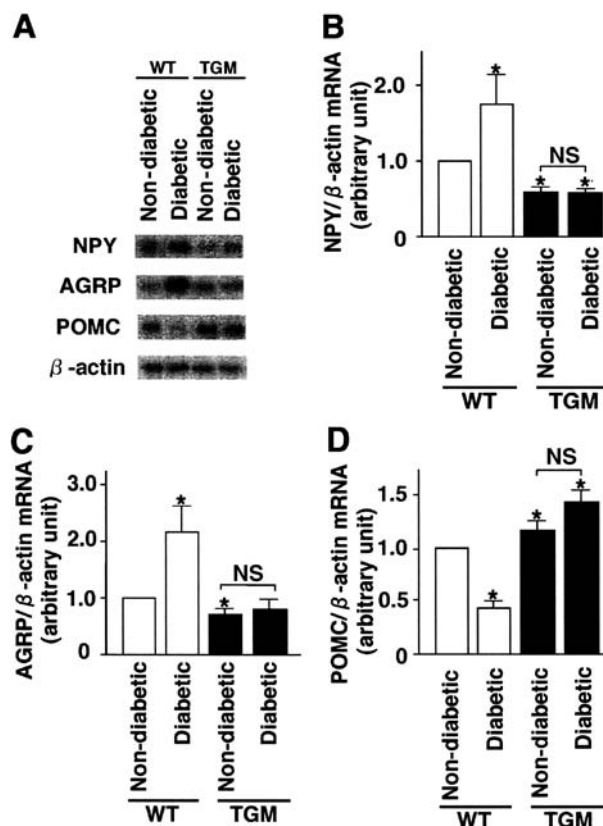 A
WT TGM
Non-diabetic
Diabetic
Non-diabetic
Diabetic
NPY
AGRP
POMC
β-actin
B
NPY/β-actin mRNA
(arbitrary unit)
2.0
1.0
0
*
NS
*
*
Non-diabetic
Diabetic
Non-diabetic
Diabetic
WT TGM
C
AGRP/β-actin mRNA
(arbitrary unit)
3.0
2.0
1.0
0
*
NS
*
Non-diabetic
Diabetic
Non-diabetic
Diabetic
WT TGM
D
POMC/β-actin mRNA
(arbitrary unit)
1.5
1.0
0.5
0
NS
*
*
*
Non-diabetic
Diabetic
Non-diabetic
Diabetic
WT TGM